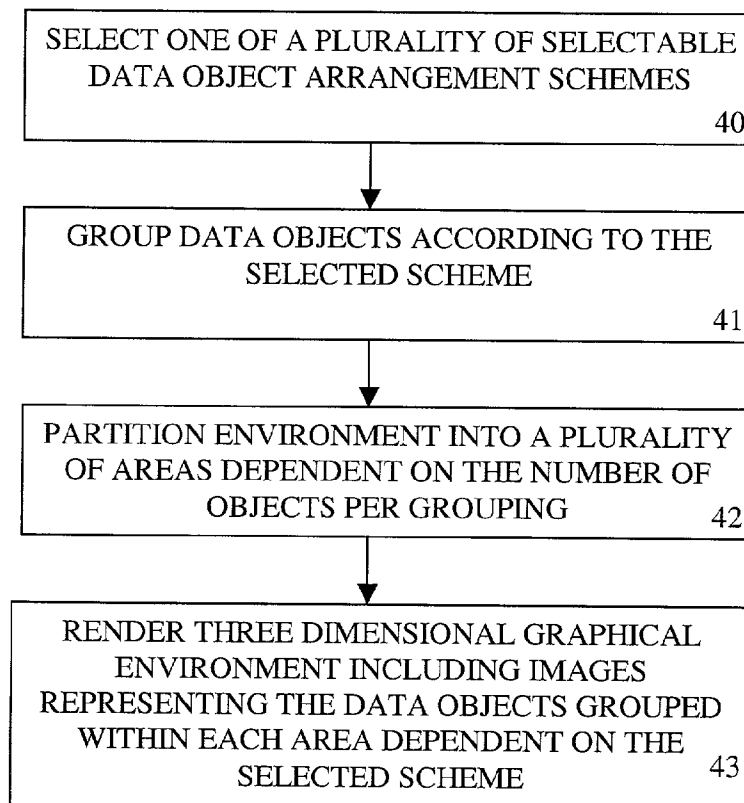 SELECT ONE OF A PLURALITY OF SELECTABLE
DATA OBJECT ARRANGEMENT SCHEMES
40
GROUP DATA OBJECTS ACCORDING TO THE
SELECTED SCHEME
41
PARTITION ENVIRONMENT INTO A PLURALITY
OF AREAS DEPENDENT ON THE NUMBER OF
OBJECTS PER GROUPING
42
RENDER THREE DIMENSIONAL GRAPHICAL
ENVIRONMENT INCLUDING IMAGES
REPRESENTING THE DATA OBJECTS GROUPED
WITHIN EACH AREA DEPENDENT ON THE
SELECTED SCHEME
43